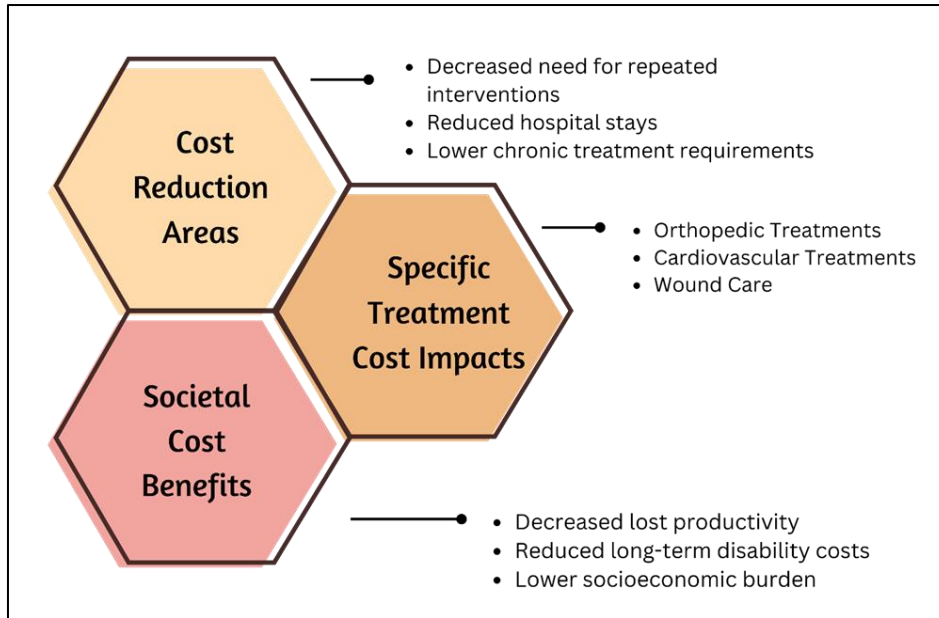 Cost
Reduction
Areas
• Decreased need for repeated
interventions
• Reduced hospital stays
• Lower chronic treatment requirements
Specific
Treatment
Cost Impacts
• Orthopedic Treatments
• Cardiovascular Treatments
• Wound Care
Societal
Cost
Benefits
• Decreased lost productivity
• Reduced long-term disability costs
• Lower socioeconomic burden